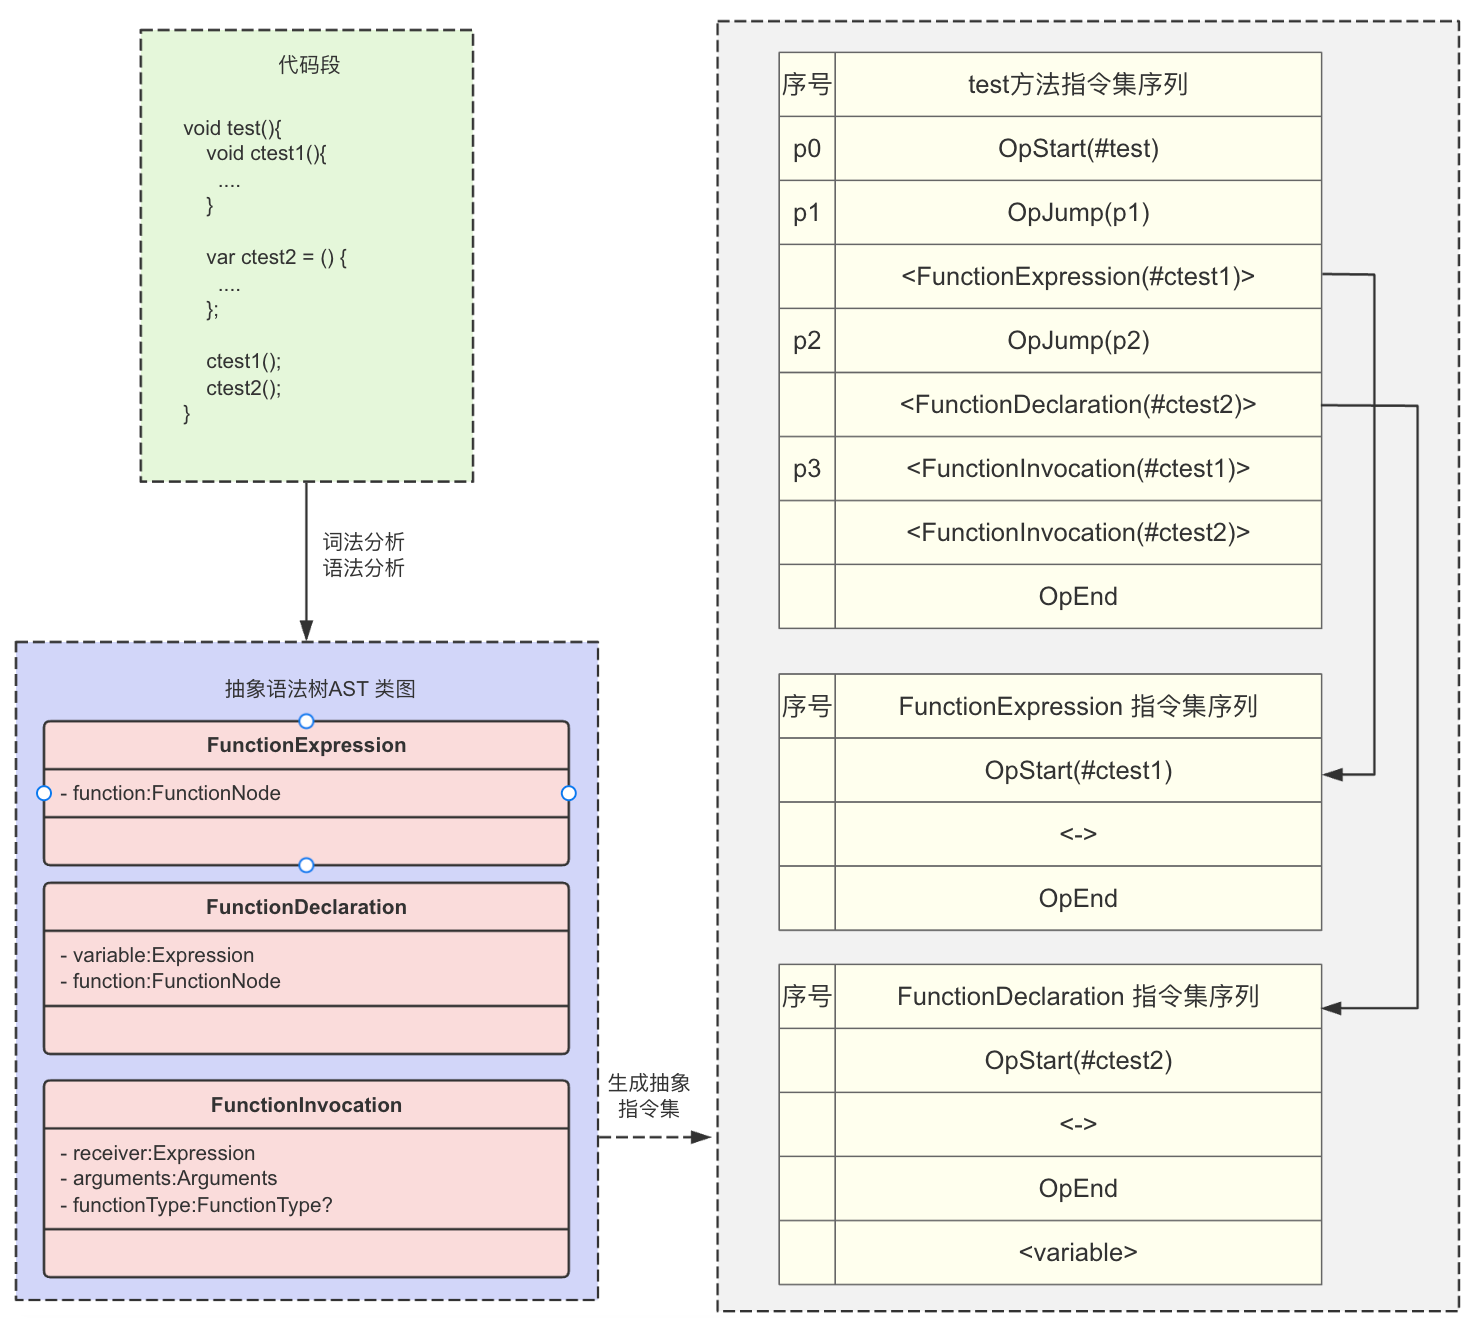 代码段
void test(){
void ctest1(){
....
}
var ctest2 = () {
....
};
ctest1();
ctest2();
}
词法分析
语法分析
抽象语法树AST 类图
FunctionExpression
- function:FunctionNode
FunctionDeclaration
- variable:Expression
- function:FunctionNode
FunctionInvocation
- receiver:Expression
- arguments:Arguments
- functionType:FunctionType?
生成抽象
指令集
序号 test方法指令集序列
p0 OpStart(#test)
p1 OpJump(p1)
<FunctionExpression(#ctest1)>
p2 OpJump(p2)
<FunctionDeclaration(#ctest2)>
p3 <FunctionInvocation(#ctest1)>
<FunctionInvocation(#ctest2)>
OpEnd
序号 FunctionExpression 指令集序列
OpStart(#ctest1)
<->
OpEnd
序号 FunctionDeclaration 指令集序列
OpStart(#ctest2)
<->
OpEnd
<variable>